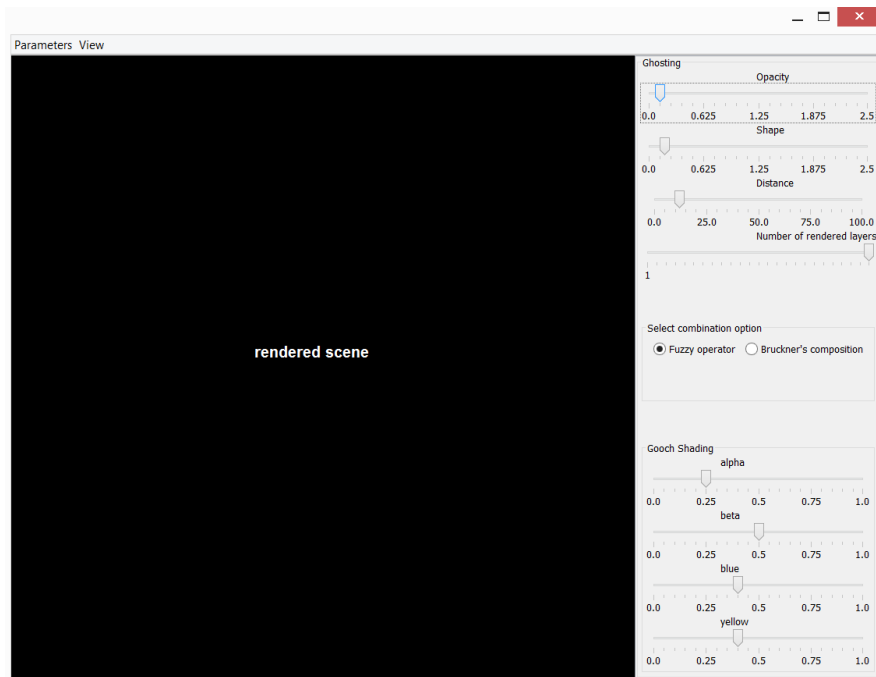 Parameters View
Ghosting
Opacity
0.0 0.625 1.25 1.875 2.5
Shape
0.0 0.625 1.25 1.875 2.5
Distance
0.0 25.0 50.0 75.0 100.0
Number of rendered layers
1
rendered scene
Select combination option
Fuzzy operator Bruckner's composition
Gooch Shading
alpha
0.0 0.25 0.5 0.75 1.0
beta
0.0 0.25 0.5 0.75 1.0
blue
0.0 0.25 0.5 0.75 1.0
yellow
0.0 0.25 0.5 0.75 1.0